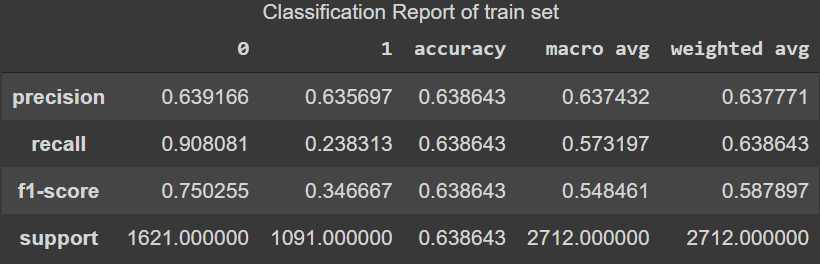 Classification Report of train set
0 1 accuracy macro avg weighted avg
precision 0.639166 0.635697 0.638643 0.637432 0.637771
recall 0.908081 0.238313 0.638643 0.573197 0.638643
f1-score 0.750255 0.346667 0.638643 0.548461 0.587897
support 1621.000000 1091.000000 0.638643 2712.000000 2712.000000